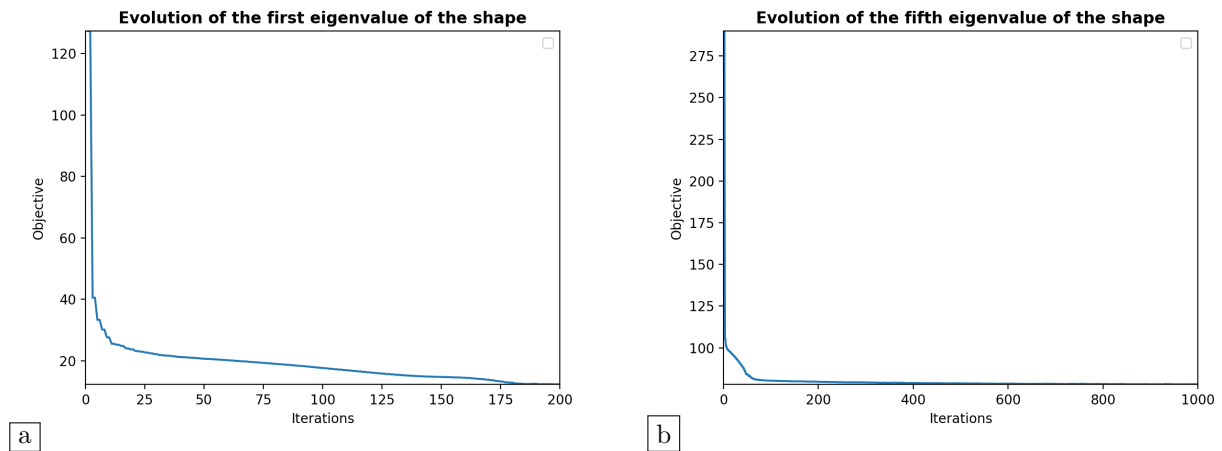 Evolution of the first eigenvalue of the shape
120
100
80
60
40
20
Objective
0 25 50 75 100 125 150 175 200
Iterations
a
Evolution of the fifth eigenvalue of the shape
275
250
225
200
175
150
125
100
Objective
0 200 400 600 800 1000
Iterations
b